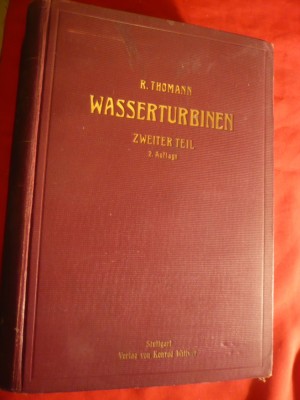 R. THOMANN
WASSERTURBINEN
ZWEITER TEIL
2. Auflage
Stuttgart
Verlag von Konrad Wittwer